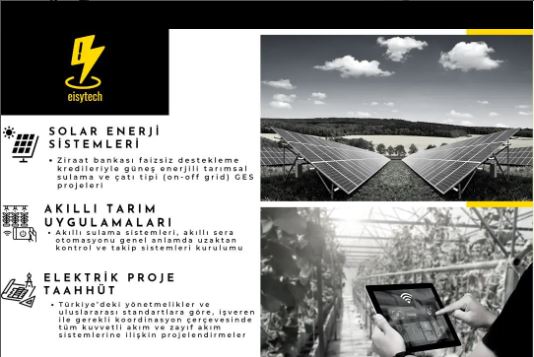 eisytech
SOLAR ENERJİ
SİSTEMLERİ
• Ziraat bankası faizsiz destekleme
kredileriyle güneş enerjili tarımsal
sulama ve çatı tipi (on-off grid) GES
projeleri
AKILLI TARIM
UYGULAMALARI
• Akıllı sulama sistemleri, akıllı sera
otomasyonu genel anlamda uzaktan
kontrol ve takip sistemleri kurulumu
ELEKTRİK PROJE
TAAHHÜT
• Türkiye'deki yönetmelikler ve
uluslararası standartlara göre, işveren
ile gerekli koordinasyon çerçevesinde
tüm kuvvetli akım ve zayıf akım
sistemlerine ilişkin projelendirmeler